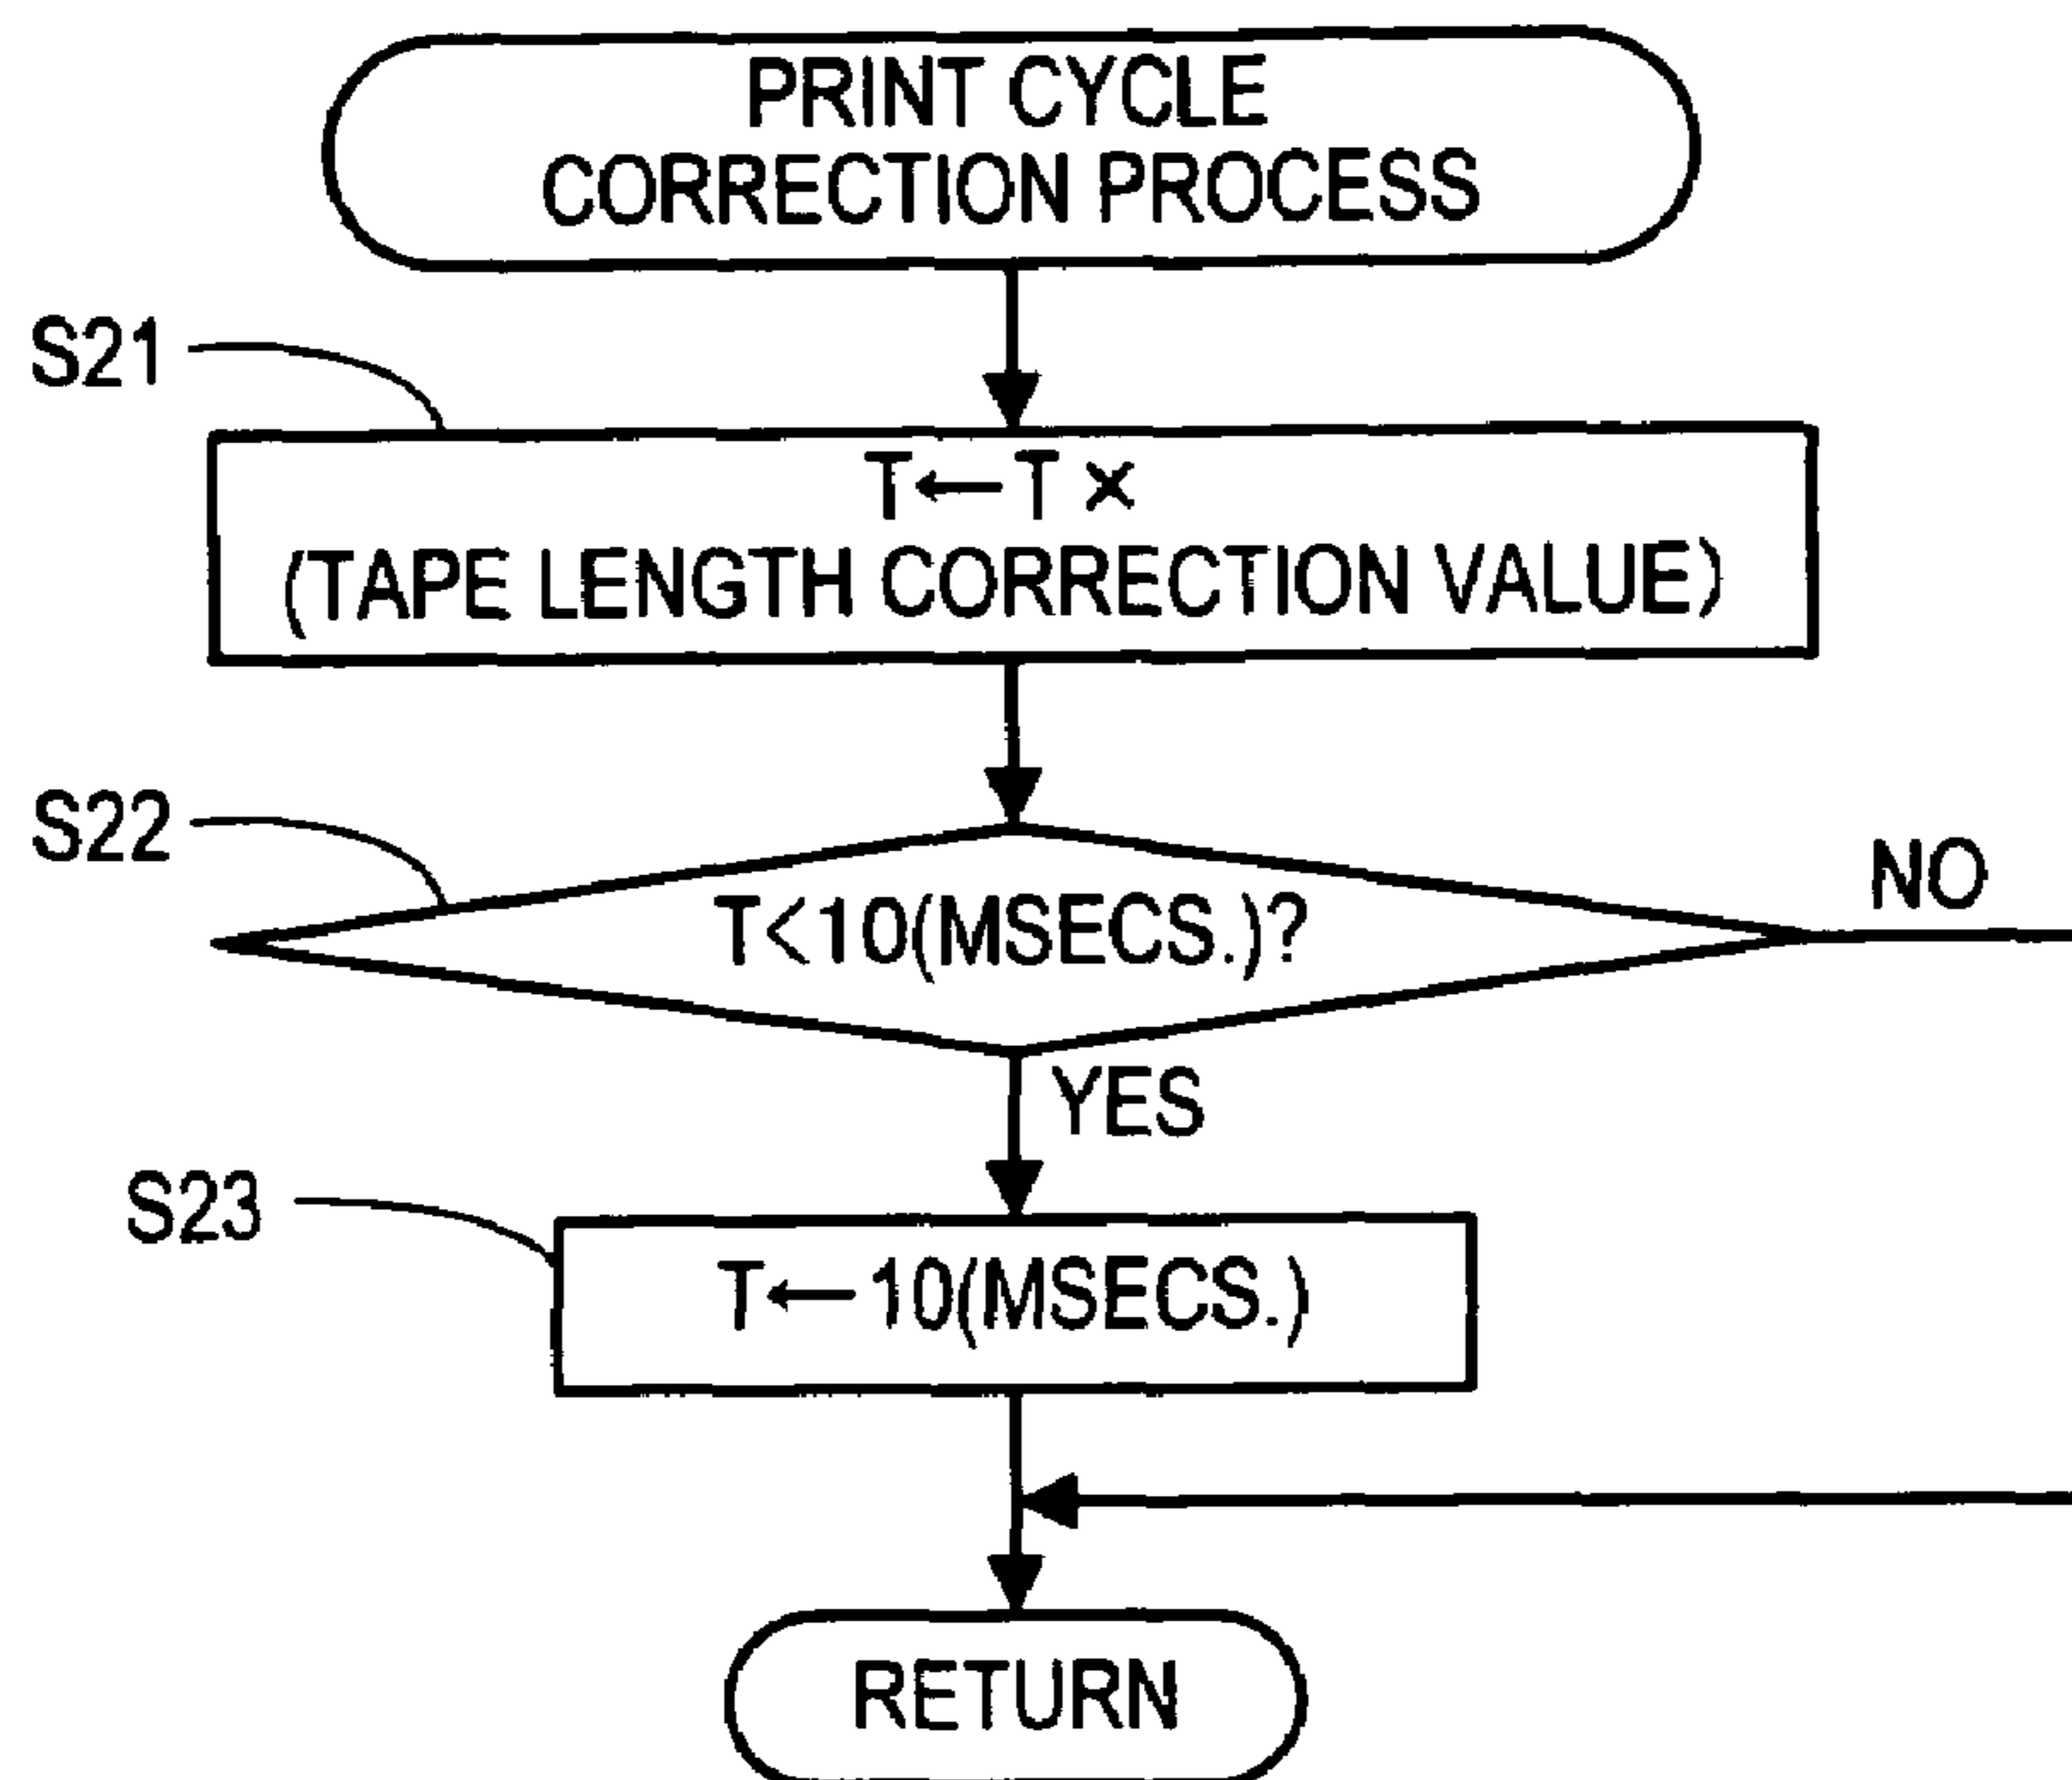 PRINT CYCLE
CORRECTION PROCESS
S21
T←T ×
(TAPE LENGTH CORRECTION VALUE)
S22
T<10(MSECS.)?
NO
YES
S23
T←10(MSECS.)
RETURN